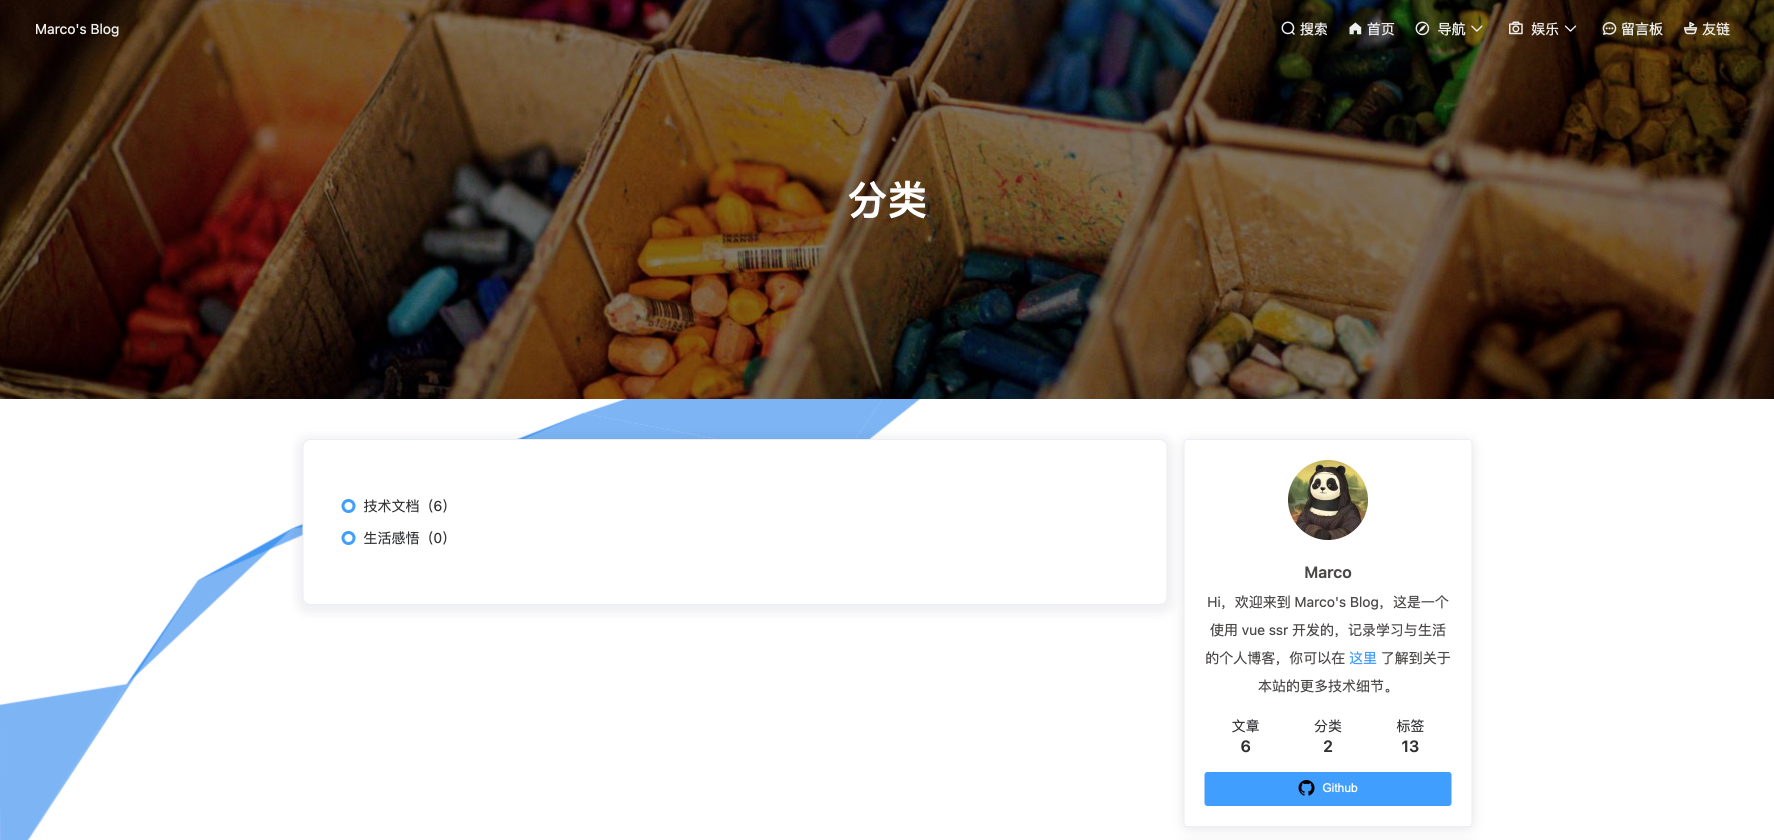 Marco's Blog
搜索 首页 导航 娱乐 留言板 友链
分类
技术文档（6）
生活感悟（0）
Marco
Hi，欢迎来到 Marco's Blog，这是一个
使用 vue ssr 开发的，记录学习与生活
的个人博客，你可以在 这里 了解到关于
本站的更多技术细节。
文章 分类 标签
6 2 13
Github